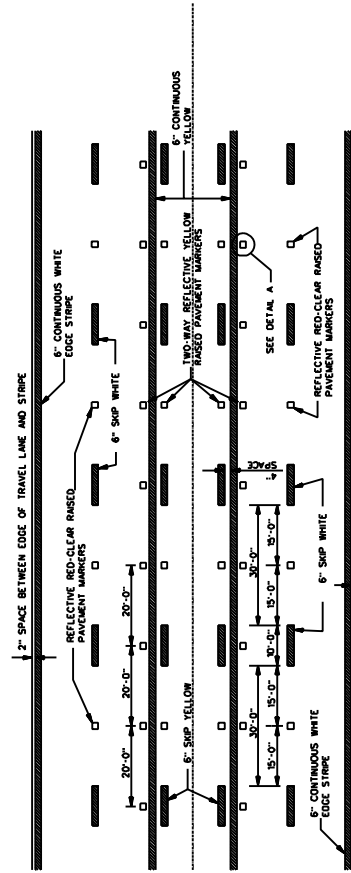 2" SPACE BETWEEN EDGE OF TRAVEL LANE AND STRIPE
6" CONTINUOUS WHITE
EDGE STRIPE
REFLECTIVE RED-CLEAR RAISED
PAVEMENT MARKERS
6" SKIP WHITE
20'-0"
20'-0"
20'-0"
TWO-WAY REFLECTIVE YELLOW
RAISED PAVEMENT MARKERS
6" CONTINUOUS
YELLOW
6" SKIP YELLOW
4"
SPACE
SEE DETAIL A
30'-0"
30'-0"
15'-0"
15'-0"
10'-0"
15'-0"
15'-0"
REFLECTIVE RED-CLEAR RAISED
PAVEMENT MARKERS
6" SKIP WHITE
6" CONTINUOUS WHITE
EDGE STRIPE